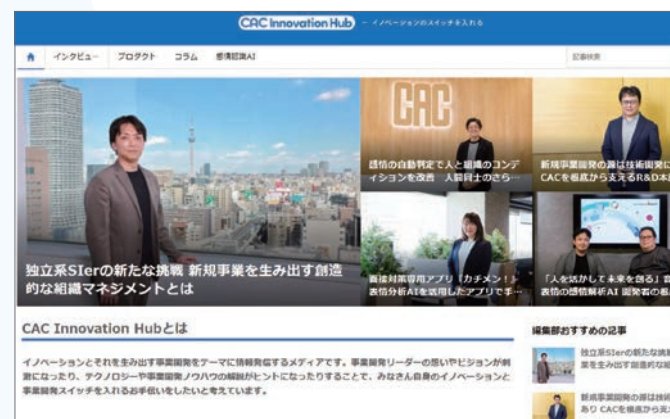 CAC Innovation Hub – イノベーションのスイッチを入れる
インタビュー プロダクト コラム 感情認識AI
記事検索
CAC
独立系SIerの新たな挑戦 新規事業を生み出す創造
的な組織マネジメントとは
感情の自動判定で人と組織のコンデ
ィションを改善 人間同士のさら…
新規事業開発の源は技術開発に
CACを根底から支えるR&D本
面接対策専用アプリ「カチメン！」
表情分析AIを活用したアプリで手…
「人を活かして未来を創る」
表情の感情解析AI 開発者の
CAC Innovation Hubとは
イノベーションとそれを生み出す事業開発をテーマに情報発信するメディアです。事業開発リーダーの想いやビジョンが刺
激になったり、テクノロジーや事業開発ノウハウの解説がヒントになったりすることで、みなさん自身のイノベーションと
事業開発スイッチを入れるお手伝いをしたいと考えています。
編集部おすすめの記事
独立系SIerの新たな挑戦
業を生み出す創造的な組
新規事業開発の源は技術
あり CACを根底から支